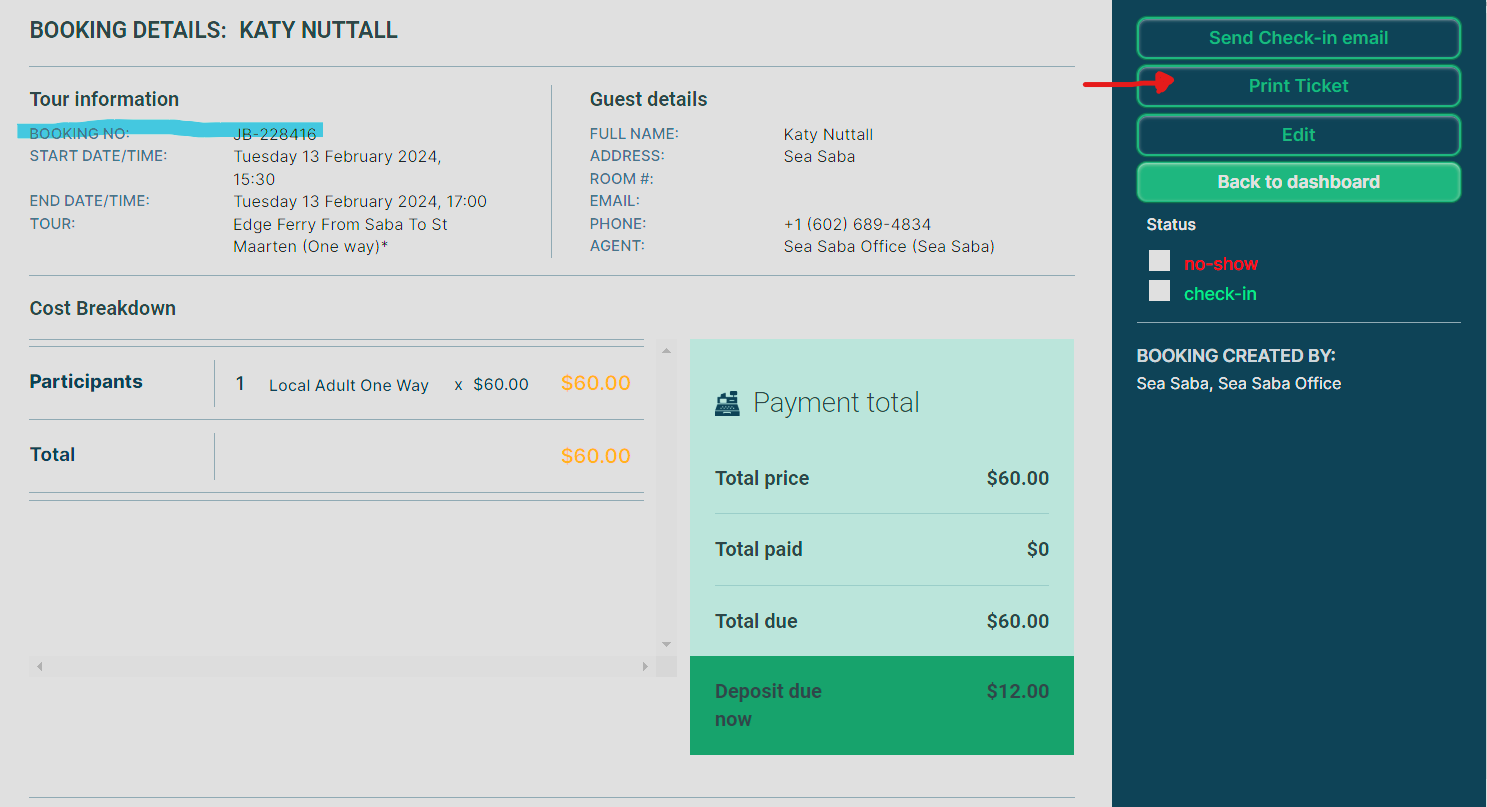 BOOKING DETAILS: KATY NUTTALL
Tour information
BOOKING NO: JB-228416
START DATE/TIME: Tuesday 13 February 2024,
15:30
END DATE/TIME: Tuesday 13 February 2024, 17:00
TOUR: Edge Ferry From Saba To St
Maarten (One way)*
Guest details
FULL NAME: Katy Nuttall
ADDRESS: Sea Saba
ROOM #:
EMAIL:
PHONE: +1 (602) 689-4834
AGENT: Sea Saba Office (Sea Saba)
Cost Breakdown
Participants 1 Local Adult One Way x $60.00 $60.00
Total $60.00
Payment total
Total price $60.00
Total paid $0
Total due $60.00
Deposit due $12.00
now
Send Check-in email
Print Ticket
Edit
Back to dashboard
Status
no-show
check-in
BOOKING CREATED BY:
Sea Saba, Sea Saba Office